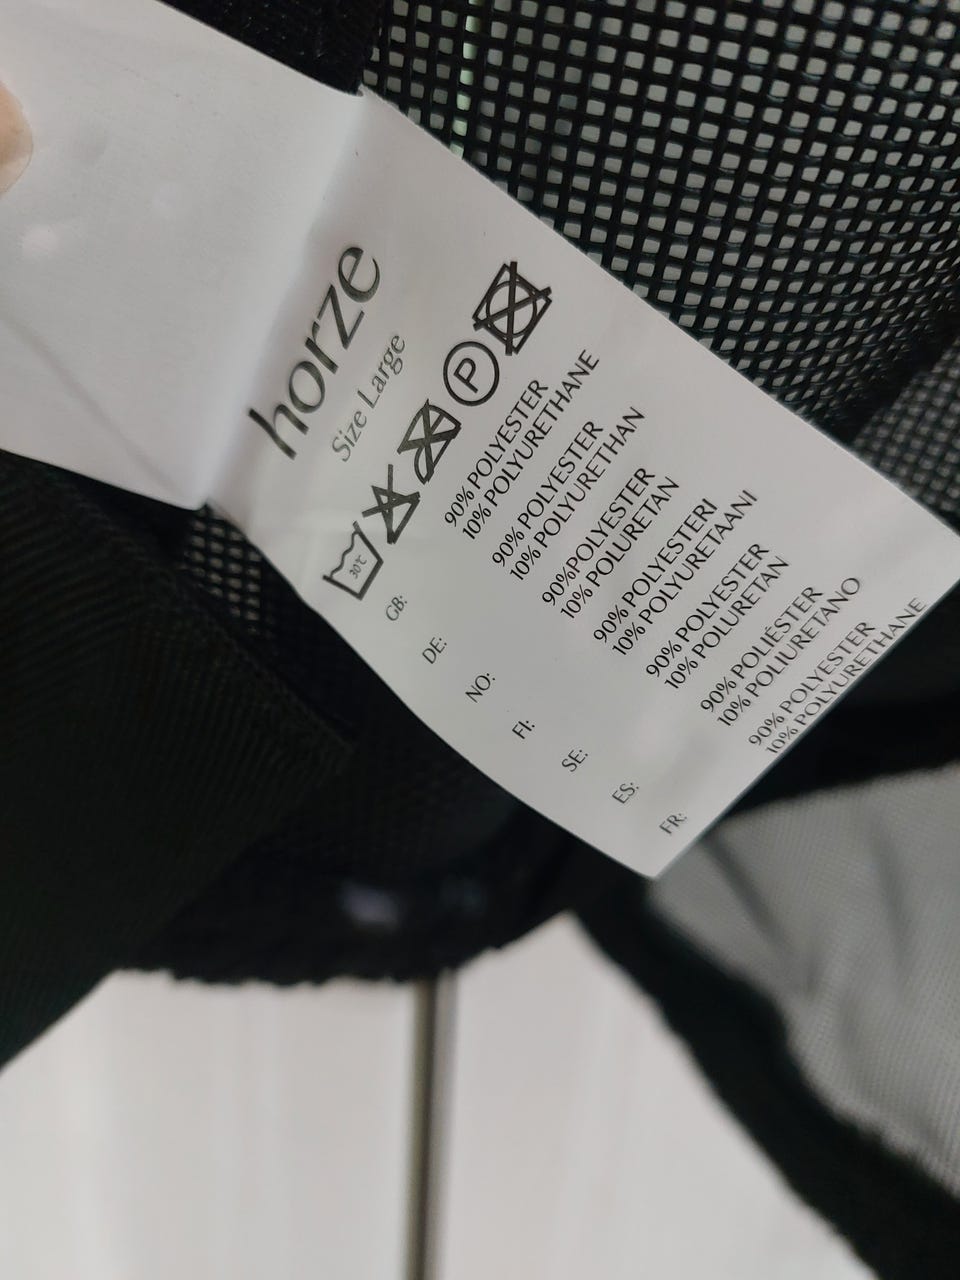 horze
Size Large
30°C
P
GB: 90% POLYESTER
10% POLYURETHANE
DE: 90% POLYESTER
10% POLYURETHAN
NO: 90%POLYESTER
10% POLURETAN
FI: 90% POLYESTERI
10% POLYURETAANI
SE: 90% POLYESTER
10% POLURETAN
ES: 90% POLIÉSTER
10% POLIURETANO
FR: 90% POLYESTER
10% POLYURETHANE